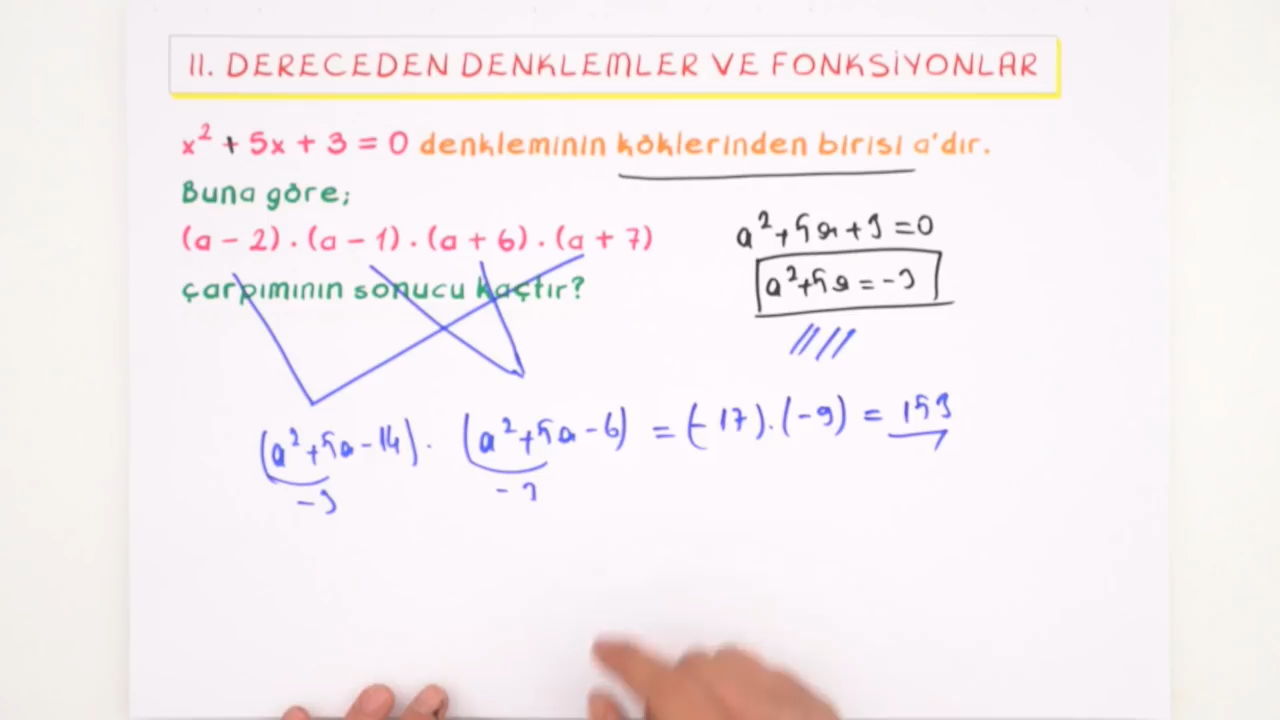 II. DERECEDEN DENKLEMLER VE FONKSİYONLAR
x² + 5x + 3 = 0 denkleminin köklerinden birisi a'dır.
Buna göre;
(a - 2) . (a - 1) . (a + 6) . (a + 7)
çarpımının sonucu kaçtır?
a²+5a+3=0
a²+5a=-3
(a²+5a-14) . (a²+5a-6) = (-17).(-9) = 153
-3 -3